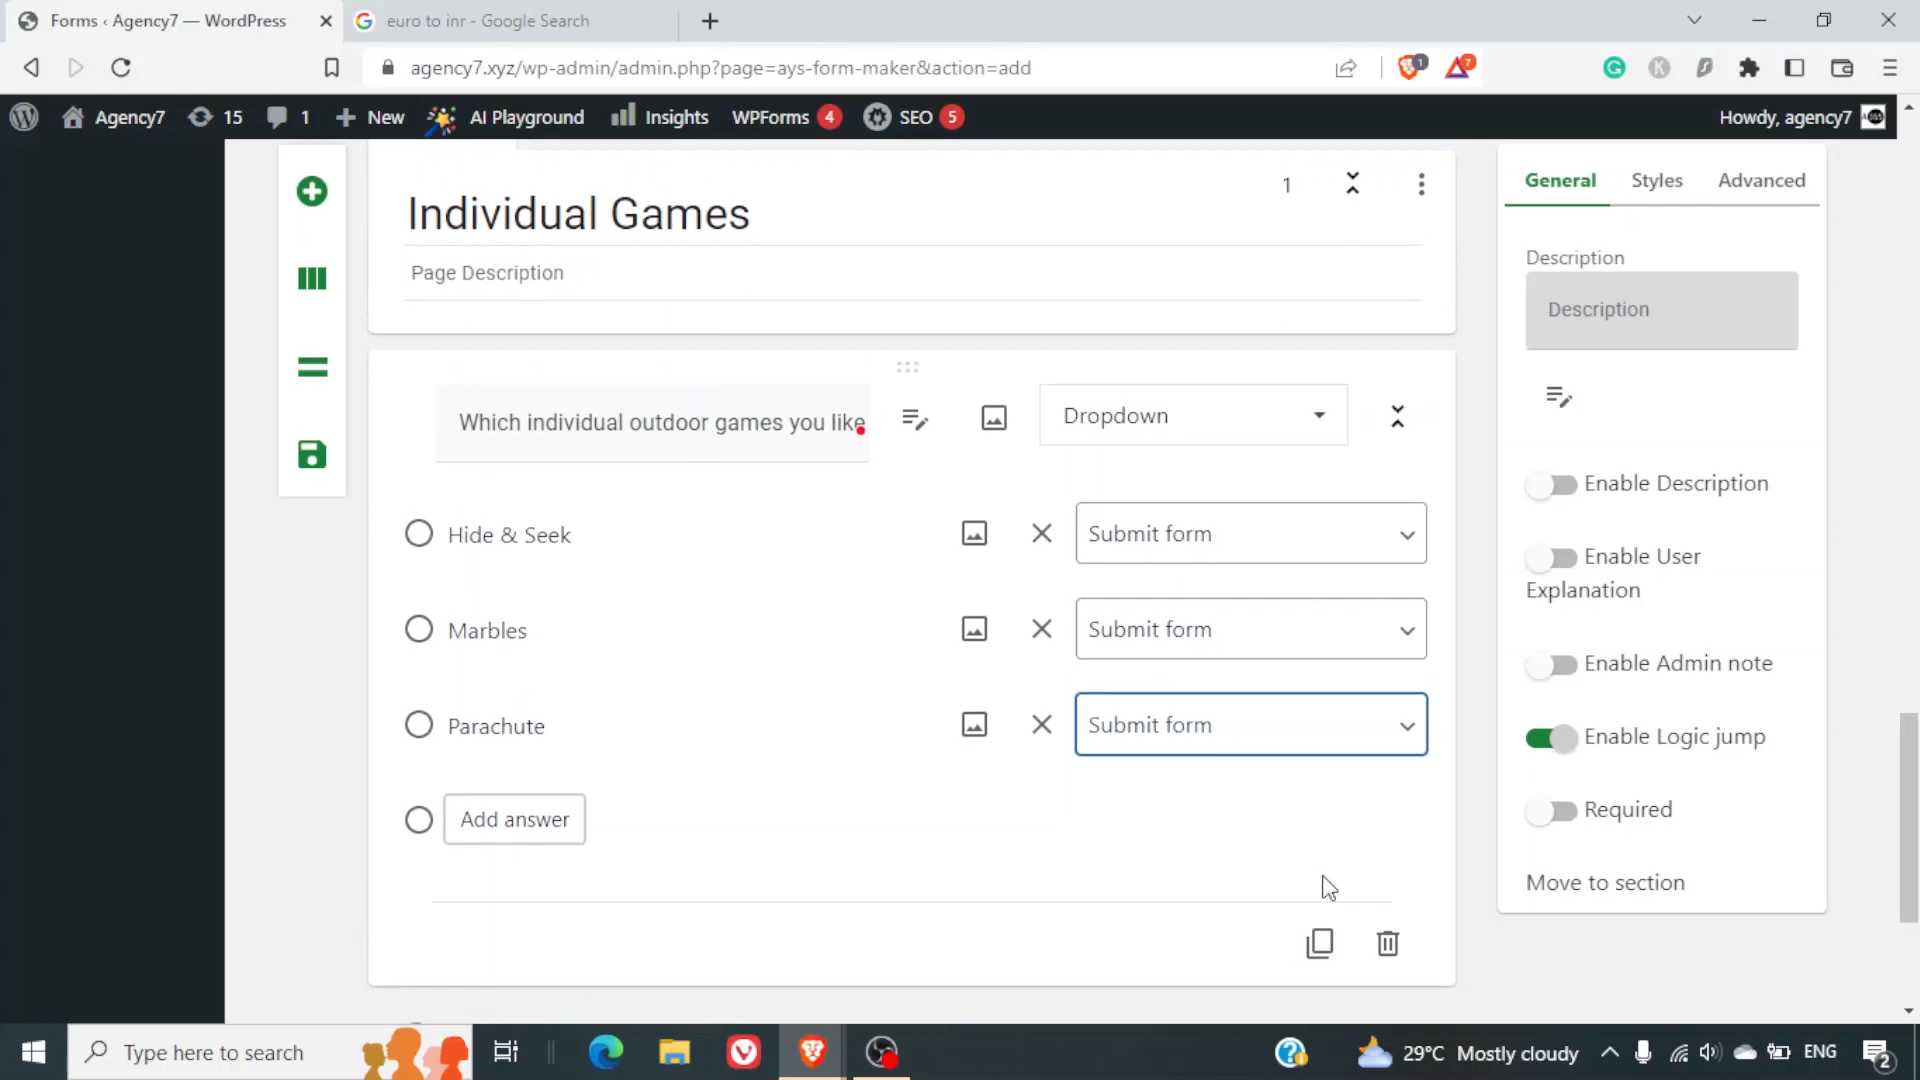 Forms ‹ Agency7 — WordPress
euro to inr - Google Search
agency7.xyz/wp-admin/admin.php?page=ays-form-maker&action=add
1
7
Agency7
15
1
New
AI Playground
Insights
WPForms 4
SEO 5
Howdy, agency7
Individual Games
1
Page Description
Which individual outdoor games you like
Dropdown
Hide & Seek
Submit form
Marbles
Submit form
Parachute
Submit form
Add answer
General
Styles
Advanced
Description
Description
Enable Description
Enable User
Explanation
Enable Admin note
Enable Logic jump
Required
Move to section
Type here to search
29°C Mostly cloudy
ENG
2